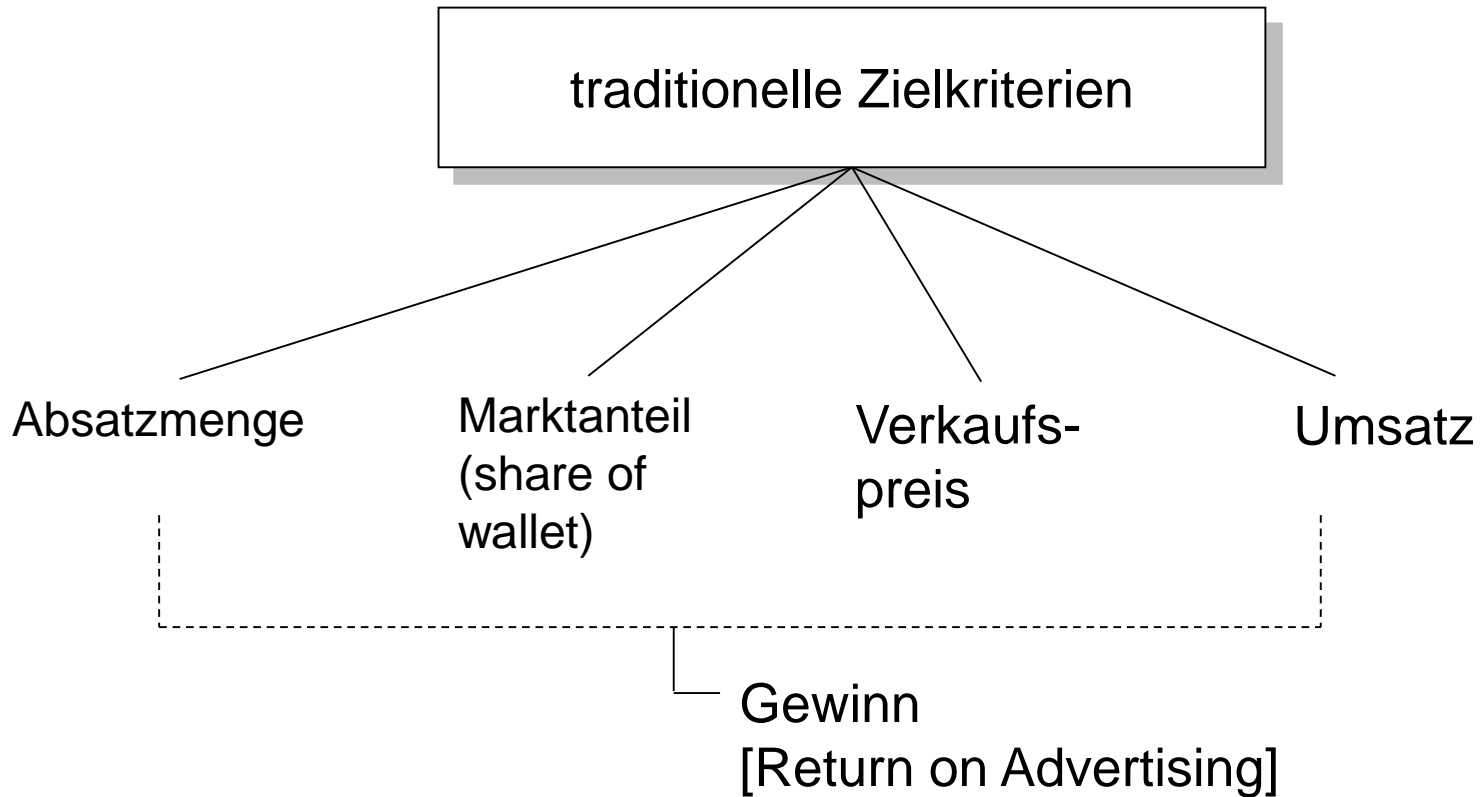 traditionelle Zielkriterien
Absatzmenge
Marktanteil
(share of
wallet)
Verkaufs-
preis
Umsatz
Gewinn
[Return on Advertising]